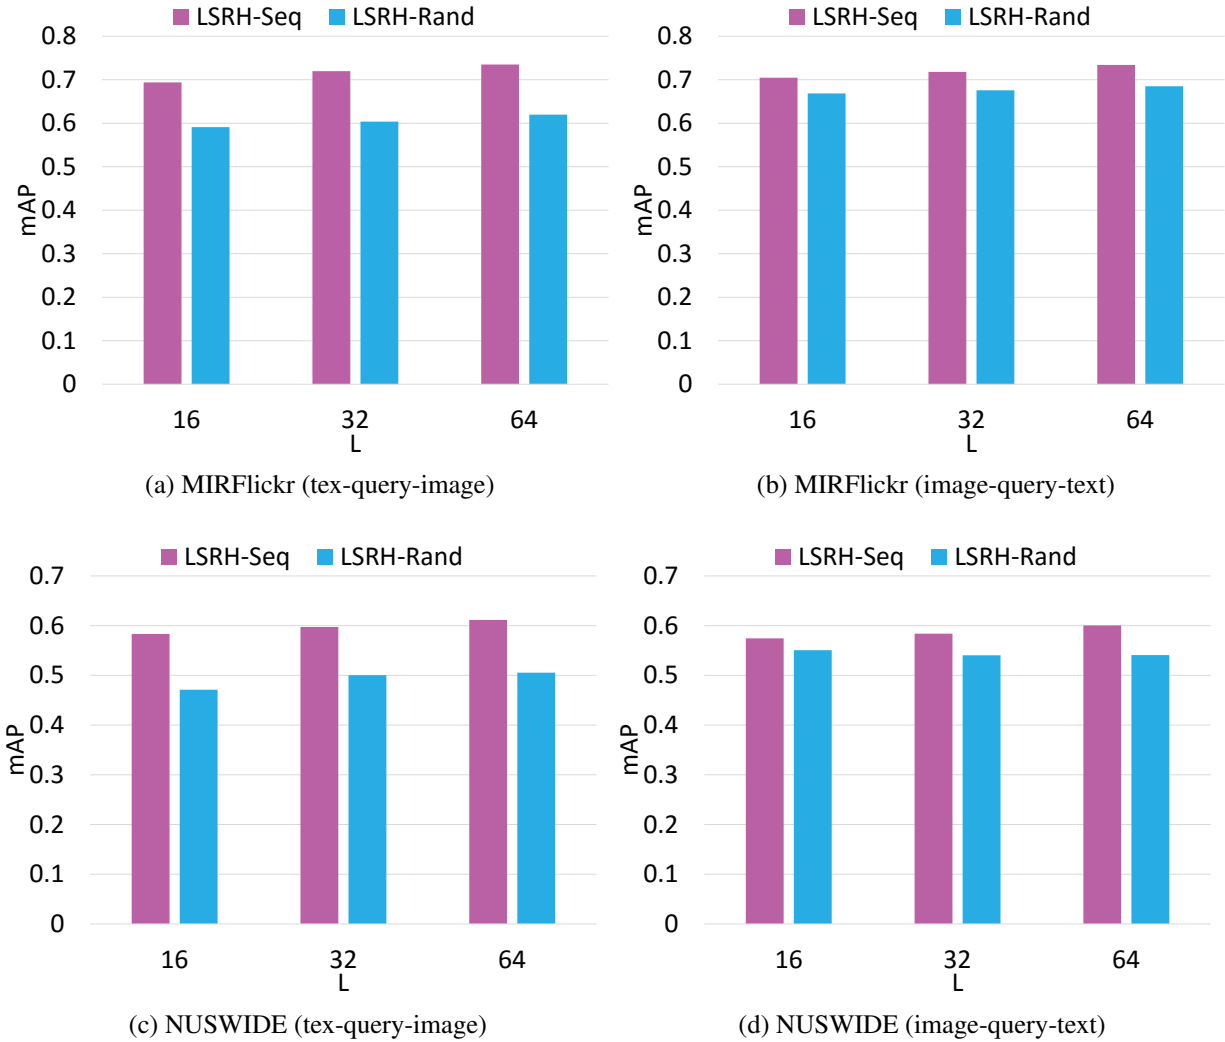 LSRH-Seq LSRH-Rand
0.8
0.7
0.6
0.5
0.4
0.3
0.2
0.1
0
mAP
16 32 64
L
(a) MIRFlickr (tex-query-image)
LSRH-Seq LSRH-Rand
0.8
0.7
0.6
0.5
0.4
0.3
0.2
0.1
0
mAP
16 32 64
L
(b) MIRFlickr (image-query-text)
LSRH-Seq LSRH-Rand
0.7
0.6
0.5
0.4
0.3
0.2
0.1
0
mAP
16 32 64
L
(c) NUSWIDE (tex-query-image)
LSRH-Seq LSRH-Rand
0.7
0.6
0.5
0.4
0.3
0.2
0.1
0
mAP
16 32 64
L
(d) NUSWIDE (image-query-text)